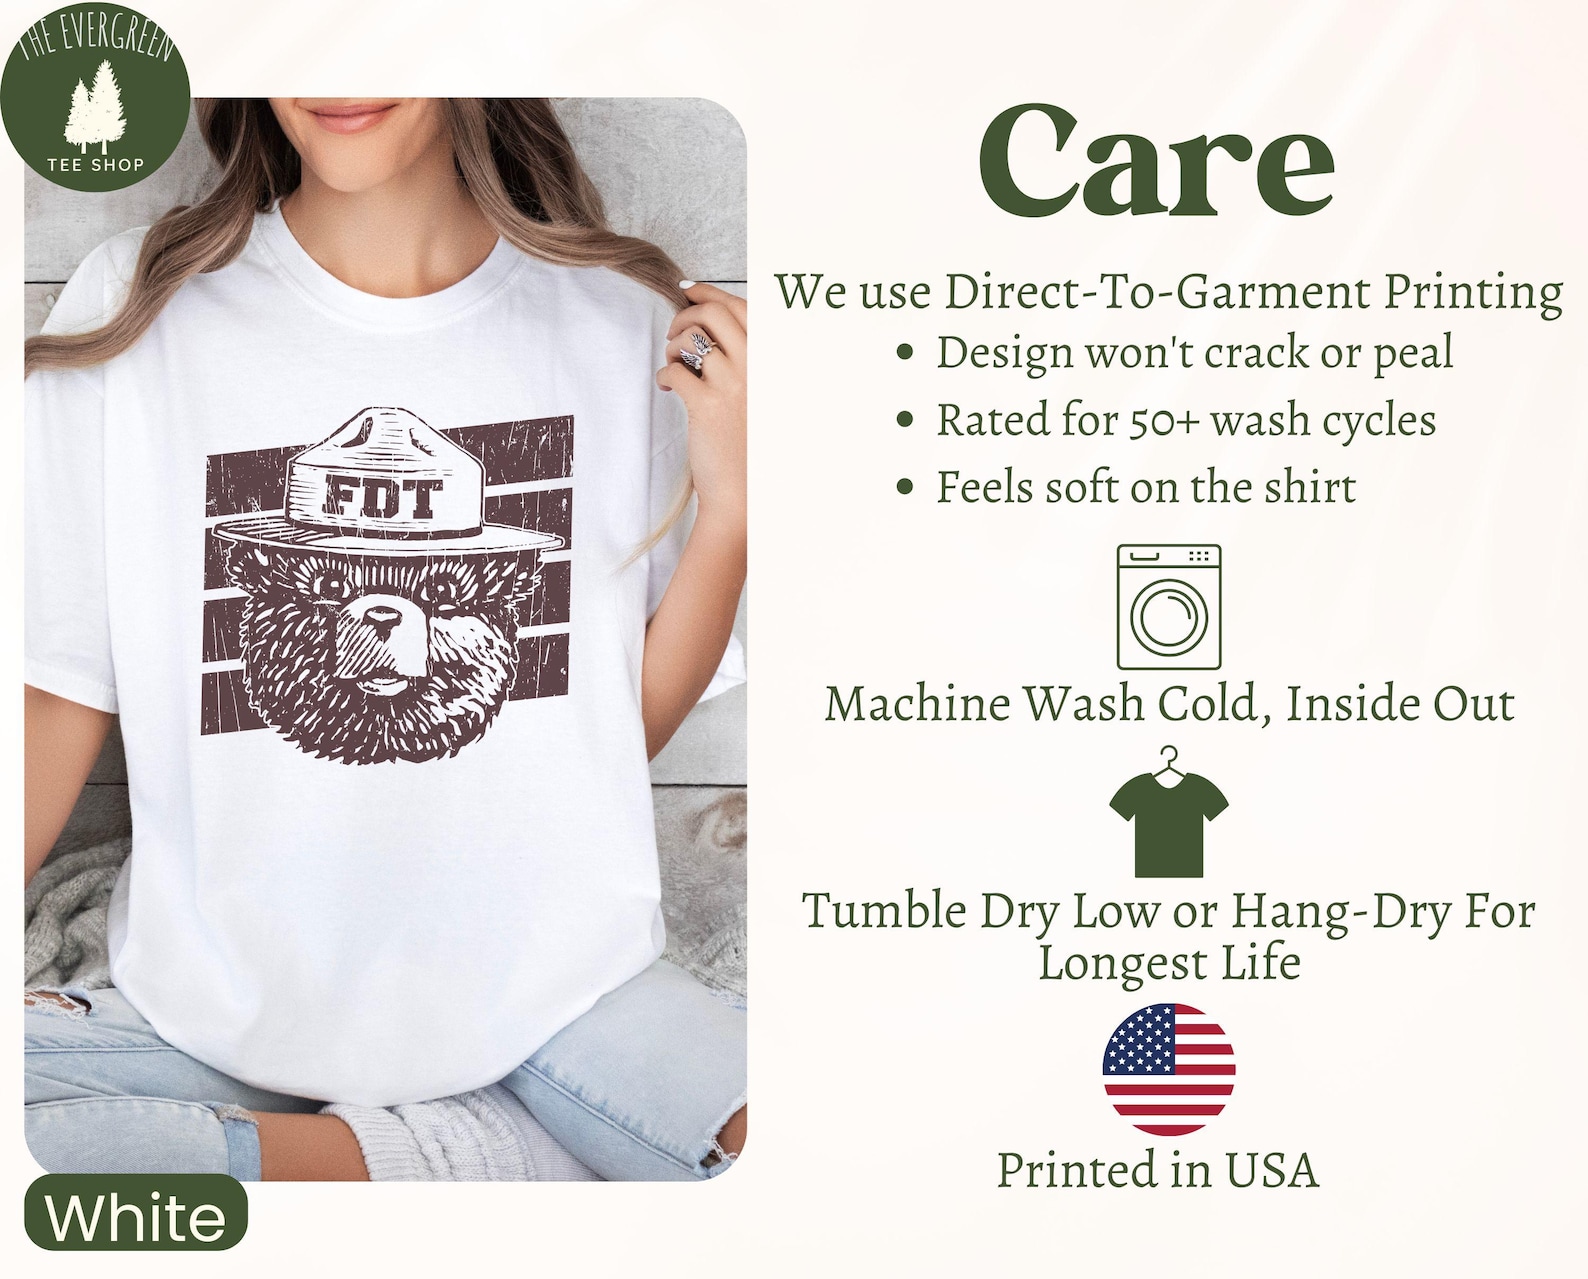 THE EVERGREEN
TEE SHOP
FDT
White
Care
We use Direct-To-Garment Printing
• Design won't crack or peal
• Rated for 50+ wash cycles
• Feels soft on the shirt
Machine Wash Cold, Inside Out
Tumble Dry Low or Hang-Dry For
Longest Life
Printed in USA